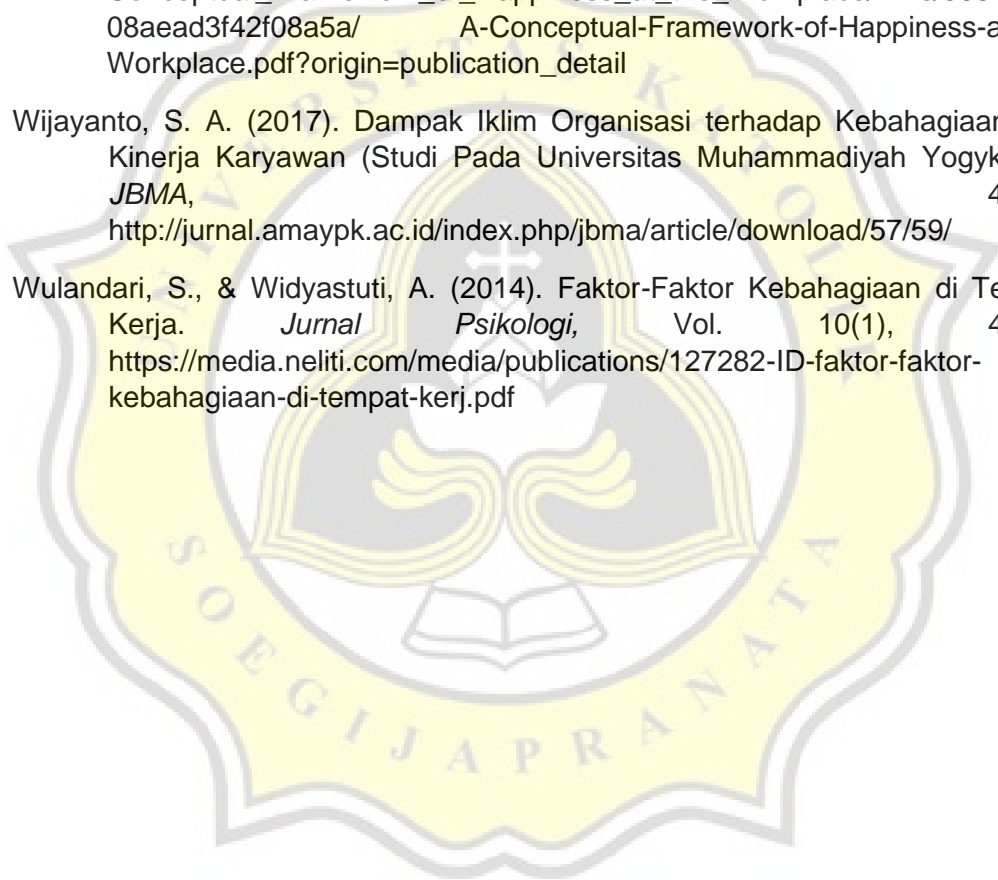 08aead3f42f08a5a/ A-Conceptual-Framework-of-Happiness-a
Workplace.pdf?origin=publication_detail
Wijayanto, S. A. (2017). Dampak Iklim Organisasi terhadap Kebahagiaan
Kinerja Karyawan (Studi Pada Universitas Muhammadiyah Yogyk
JBMA, 4
http://jurnal.amaypk.ac.id/index.php/jbma/article/download/57/59/
Wulandari, S., & Widyastuti, A. (2014). Faktor-Faktor Kebahagiaan di Te
Kerja. Jurnal Psikologi, Vol. 10(1), 4
https://media.neliti.com/media/publications/127282-ID-faktor-faktor-
kebahagiaan-di-tempat-kerj.pdf
UNIVERSITAS KATOLIK
SOEGIJAPRANATA